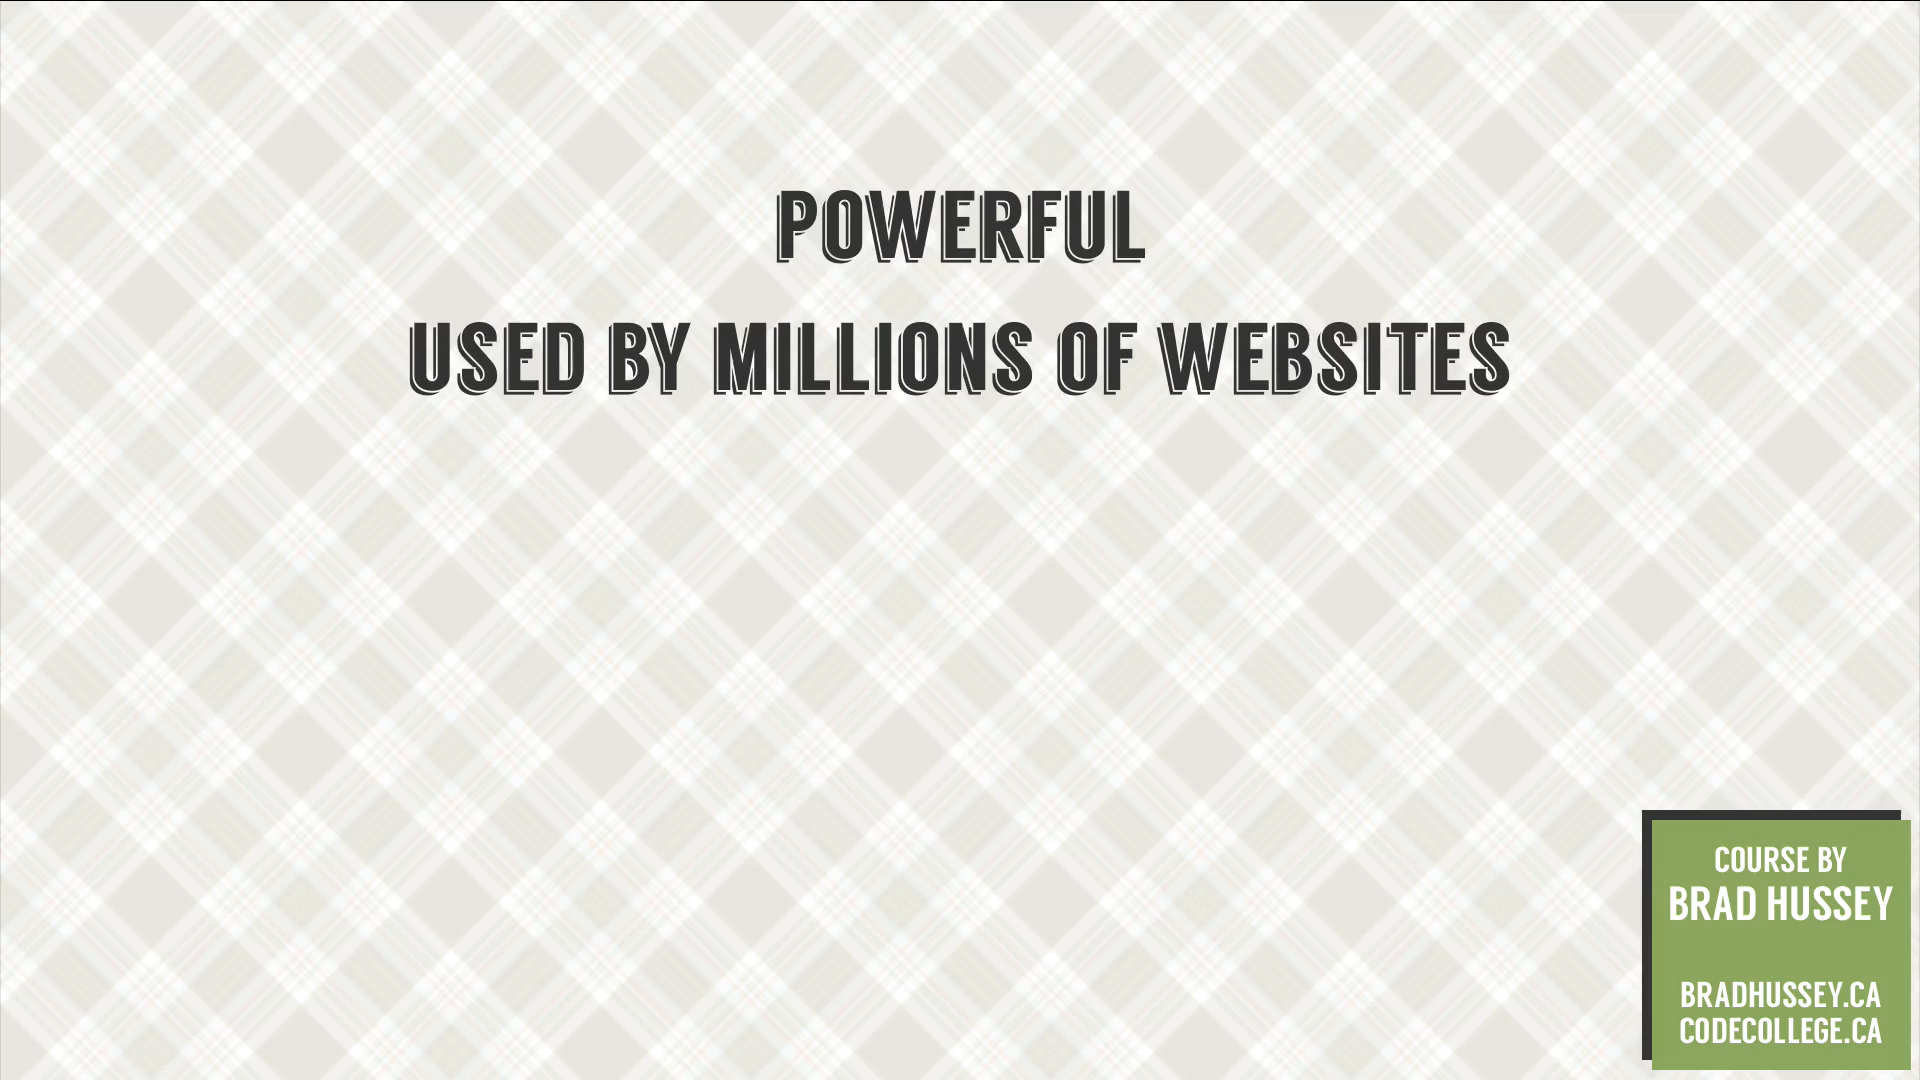 POWERFUL
USED BY MILLIONS OF WEBSITES
COURSE BY
BRAD HUSSEY
BRADHUSSEY.CA
CODECOLLEGE.CA